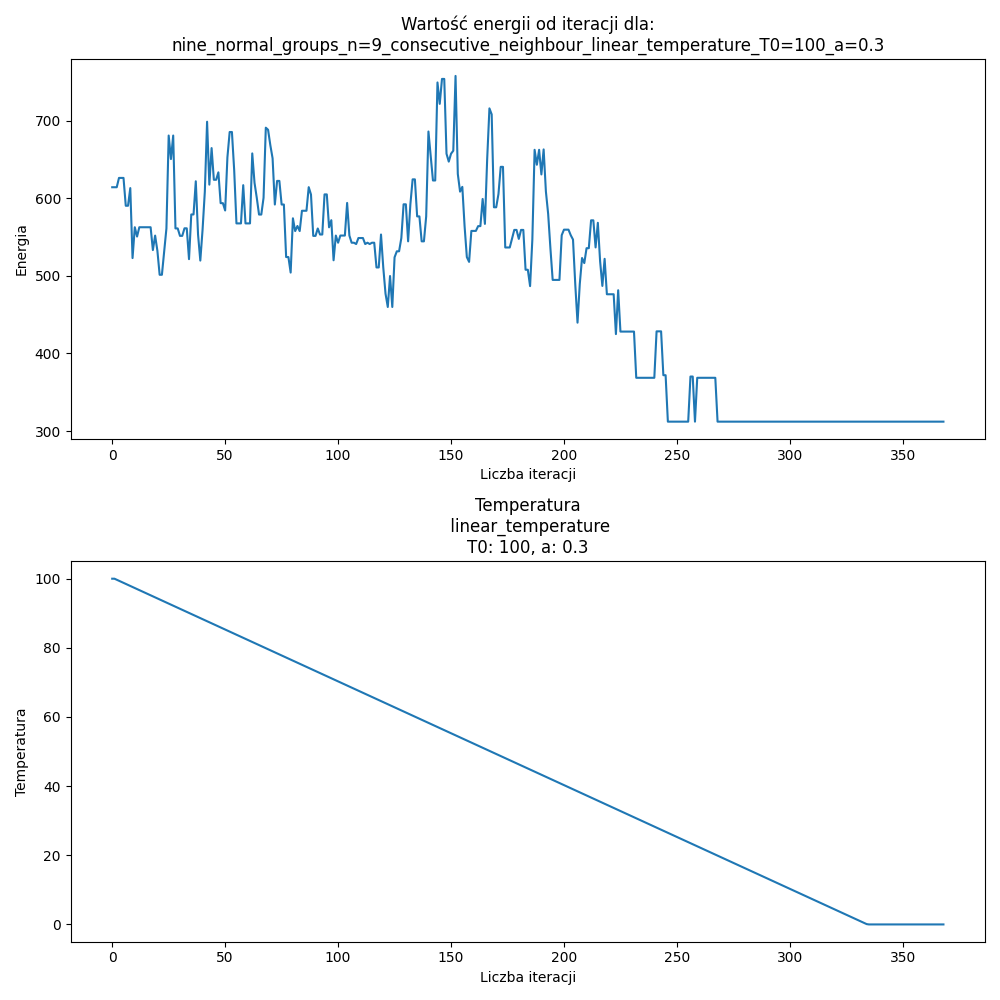 Wartość energii od iteracji dla:
nine_normal_groups_n=9_consecutive_neighbour_linear_temperature_T0=100_a=0.3
700
600
500
400
300
Energia
0 50 100 150 200 250 300 350
Liczba iteracji
Temperatura
linear_temperature
T0: 100, a: 0.3
100
80
60
40
20
0
Temperatura
0 50 100 150 200 250 300 350
Liczba iteracji